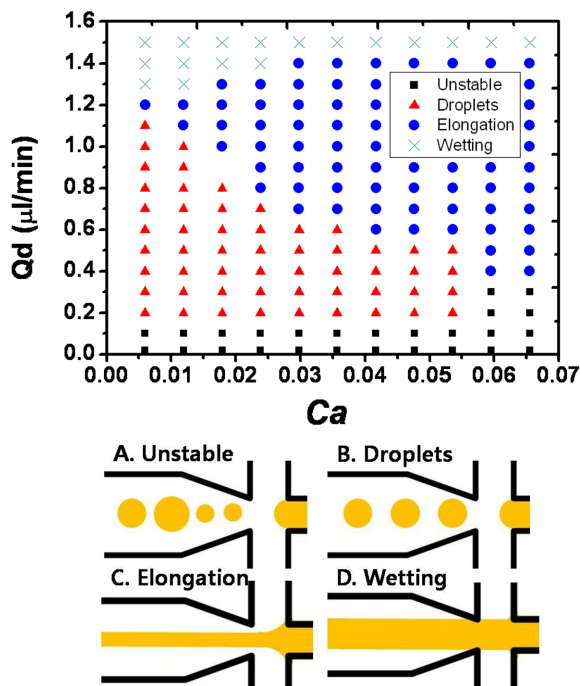 1.6
1.4
1.2
1.0
0.8
0.6
0.4
0.2
0.0
Qd (μl/min)
Unstable
Droplets
Elongation
Wetting
0.00 0.01 0.02 0.03 0.04 0.05 0.06 0.07
Ca
A. Unstable B. Droplets
C. Elongation D. Wetting